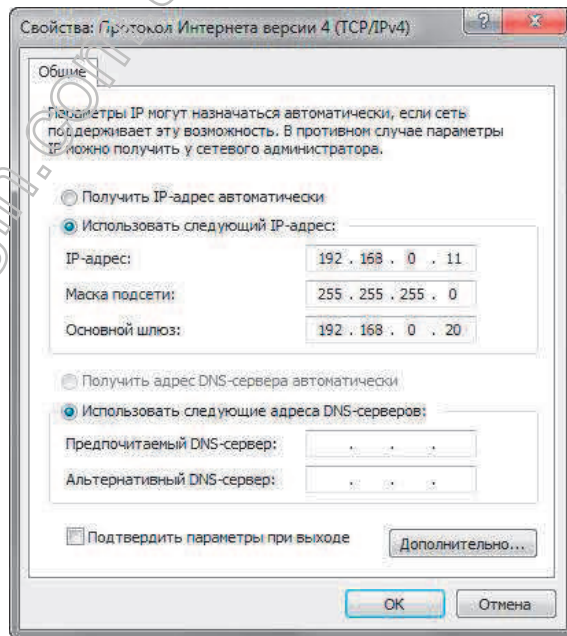 Свойства: Протокол Интернета версии 4 (TCP/IPv4)
Общие
Параметры IP могут назначаться автоматически, если сеть
поддерживает эту возможность. В противном случае параметры
IP можно получить у сетевого администратора.
Получить IP-адрес автоматически
Использовать следующий IP-адрес:
IP-адрес: 192 . 168 . 0 . 11
Маска подсети: 255 . 255 . 255 . 0
Основной шлюз: 192 . 168 . 0 . 20
Получить адрес DNS-сервера автоматически
Использовать следующие адреса DNS-серверов:
Предпочитаемый DNS-сервер: . . .
Альтернативный DNS-сервер: . . .
Подтвердить параметры при выходе
Дополнительно...
ОК Отмена